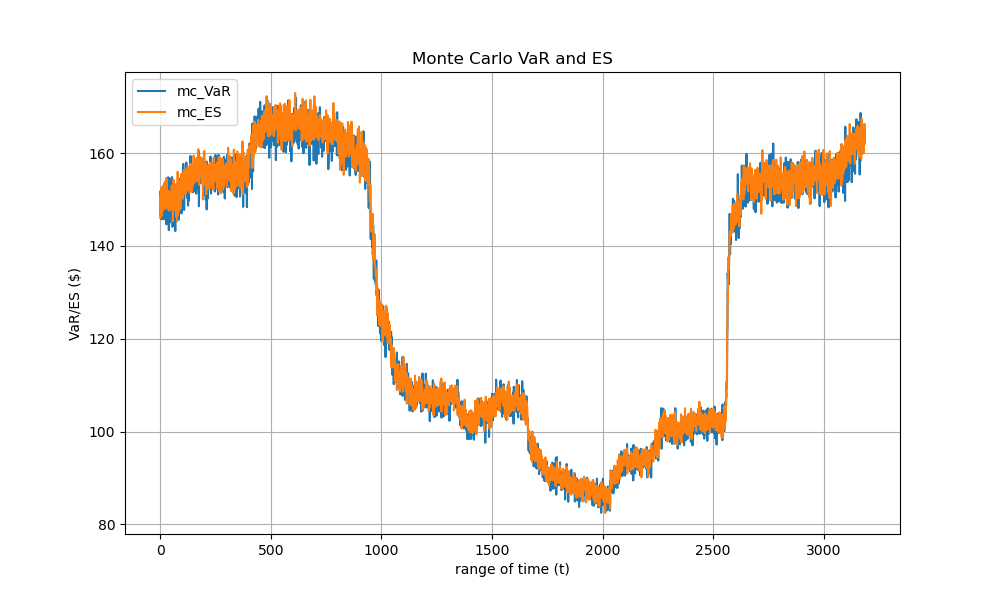 Monte Carlo VaR and ES
mc_VaR
mc_ES
VaR/ES ($)
160
140
120
100
80
0
500
1000
1500
2000
2500
3000
range of time (t)